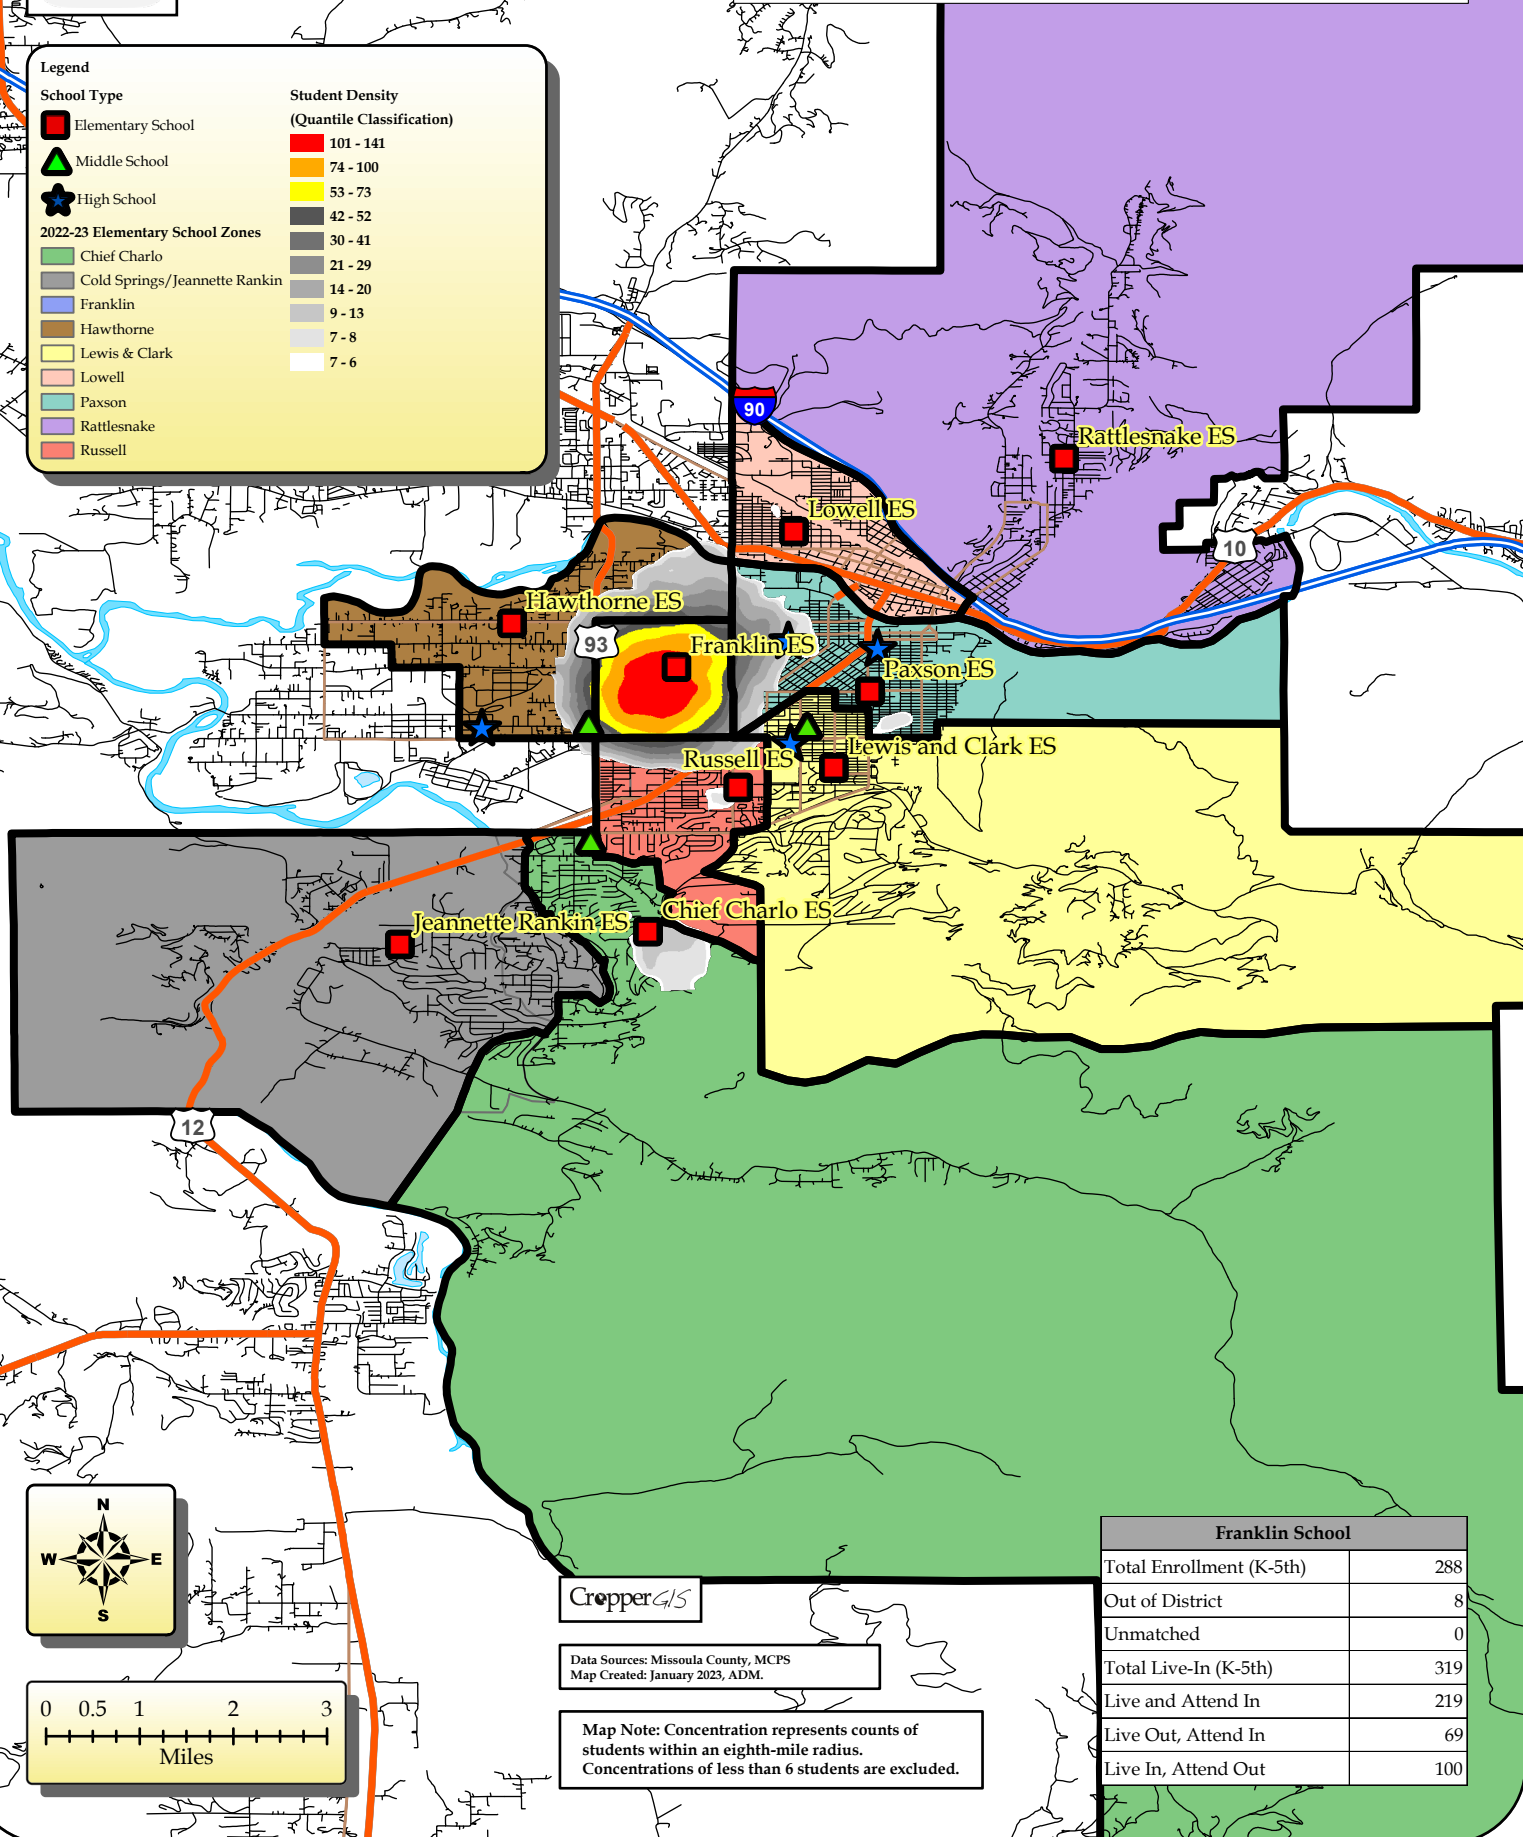 Legend
School Type
Elementary School
Middle School
High School
2022-23 Elementary School Zones
Chief Charlo
Cold Springs/Jeannette Rankin
Franklin
Hawthorne
Lewis & Clark
Lowell
Paxson
Rattlesnake
Russell
Student Density
(Quantile Classification)
101 - 141
74 - 100
53 - 73
42 - 52
30 - 41
21 - 29
14 - 20
9 - 13
7 - 8
7 - 6
90
Rattlesnake ES
Lowell ES
10
Hawthorne ES
93
Franklin ES
Paxson ES
Lewis and Clark ES
Russell ES
Chief Charlo ES
Jeannette Rankin ES
12
N
W
E
S
0 0.5 1 2 3
Miles
Cropper GIS
Data Sources: Missoula County, MCPS
Map Created: January 2023, ADM.
Map Note: Concentration represents counts of
students within an eighth-mile radius.
Concentrations of less than 6 students are excluded.
Franklin School
Total Enrollment (K-5th) 288
Out of District 8
Unmatched 0
Total Live-In (K-5th) 319
Live and Attend In 219
Live Out, Attend In 69
Live In, Attend Out 100